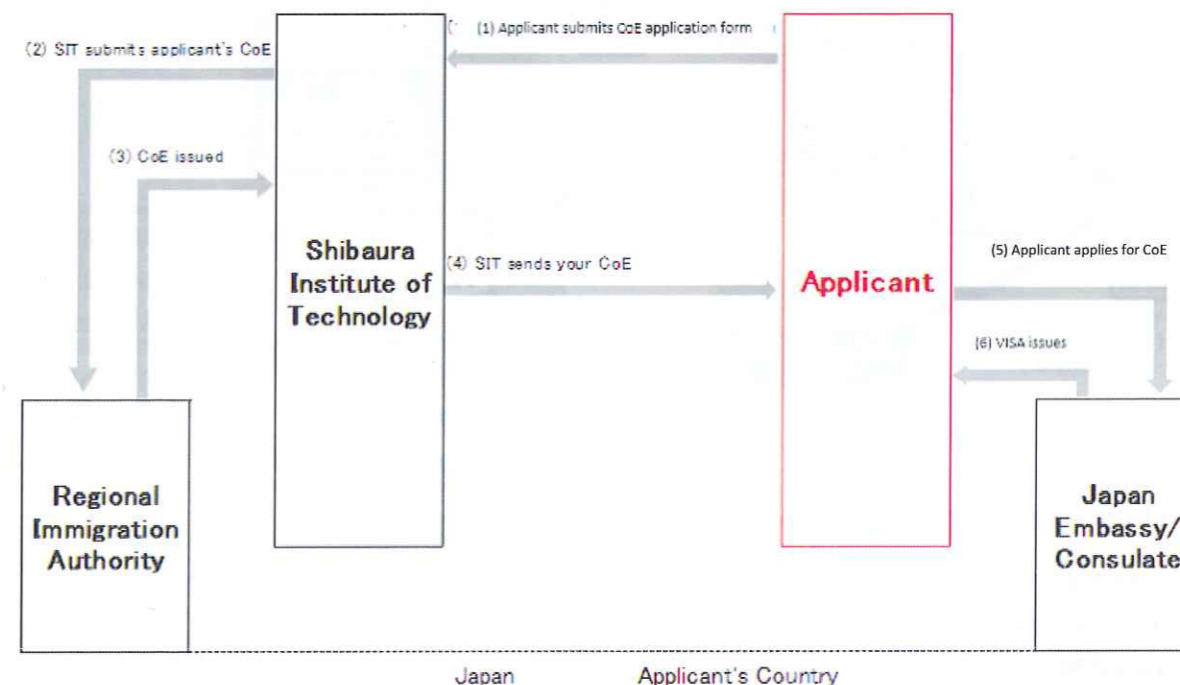 (1) Applicant submits CoE application form
(2) SIT submits applicant's CoE
(3) CoE issued
Shibaura
Institute of
Technology
(4) SIT sends your CoE
Applicant
(5) Applicant applies for CoE
(6) VISA issues
Regional
Immigration
Authority
Japan
Embassy/
Consulate
Japan
Applicant's Country